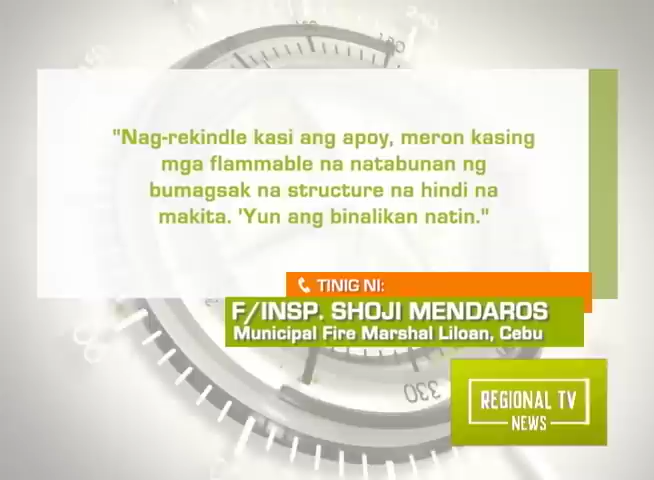 "Nag-rekindle kasi ang apoy, meron kasing
mga flammable na natabunan ng
bumagsak na structure na hindi na
makita. 'Yun ang binalikan natin."
TINIG NI:
F/INSP. SHOJI MENDAROS
Municipal Fire Marshal Liloan, Cebu
330
REGIONAL TV
NEWS